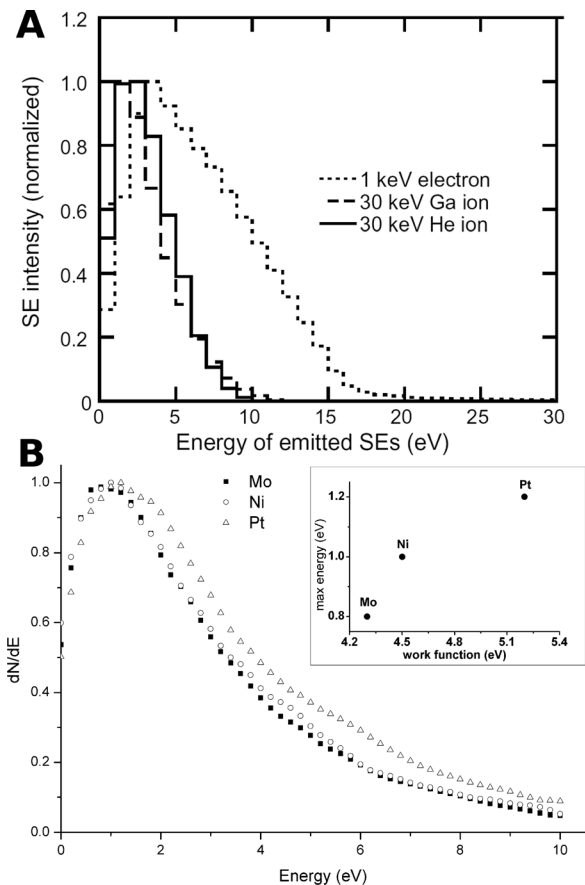 A
SE intensity (normalized)
1.2
1.0
0.8
0.6
0.4
0.2
0
1 keV electron
30 keV Ga ion
30 keV He ion
0 5 10 15 20 25 30
Energy of emitted SEs (eV)
B
dN/dE
1.0
0.8
0.6
0.4
0.2
0.0
Mo
Ni
Pt
max energy (eV)
1.2
1.0
0.8
Pt
Ni
Mo
4.2 4.5 4.8 5.1 5.4
work function (eV)
0 2 4 6 8 10
Energy (eV)